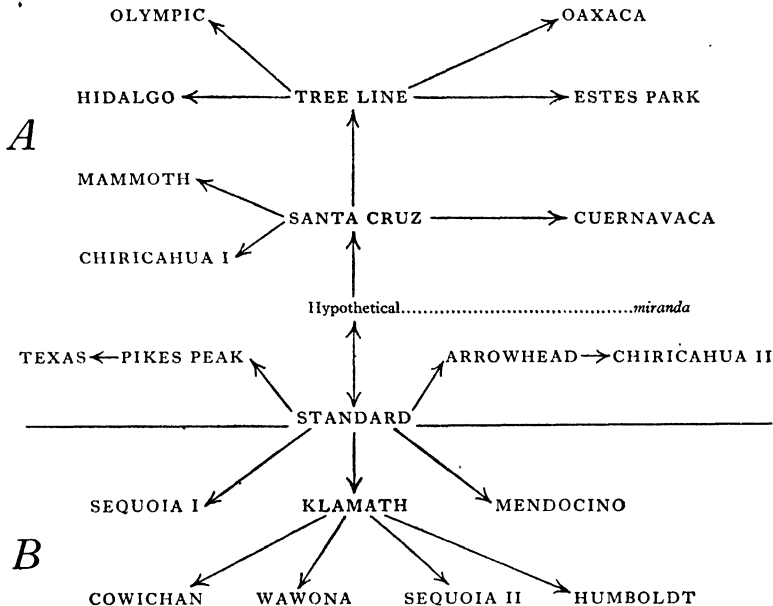 OLYMPIC OAXACA
HIDALGO TREE LINE ESTES PARK
A
MAMMOTH
SANTA CRUZ CUERNAVACA
CHIRICAHUA I
Hypothetical................................................miranda
TEXAS PIKES PEAK ARROWHEAD CHIRICAHUA II
STANDARD
SEQUOIA I KLAMATH MENDOCINO
B
COWICHAN WAWONA SEQUOIA II HUMBOLDT